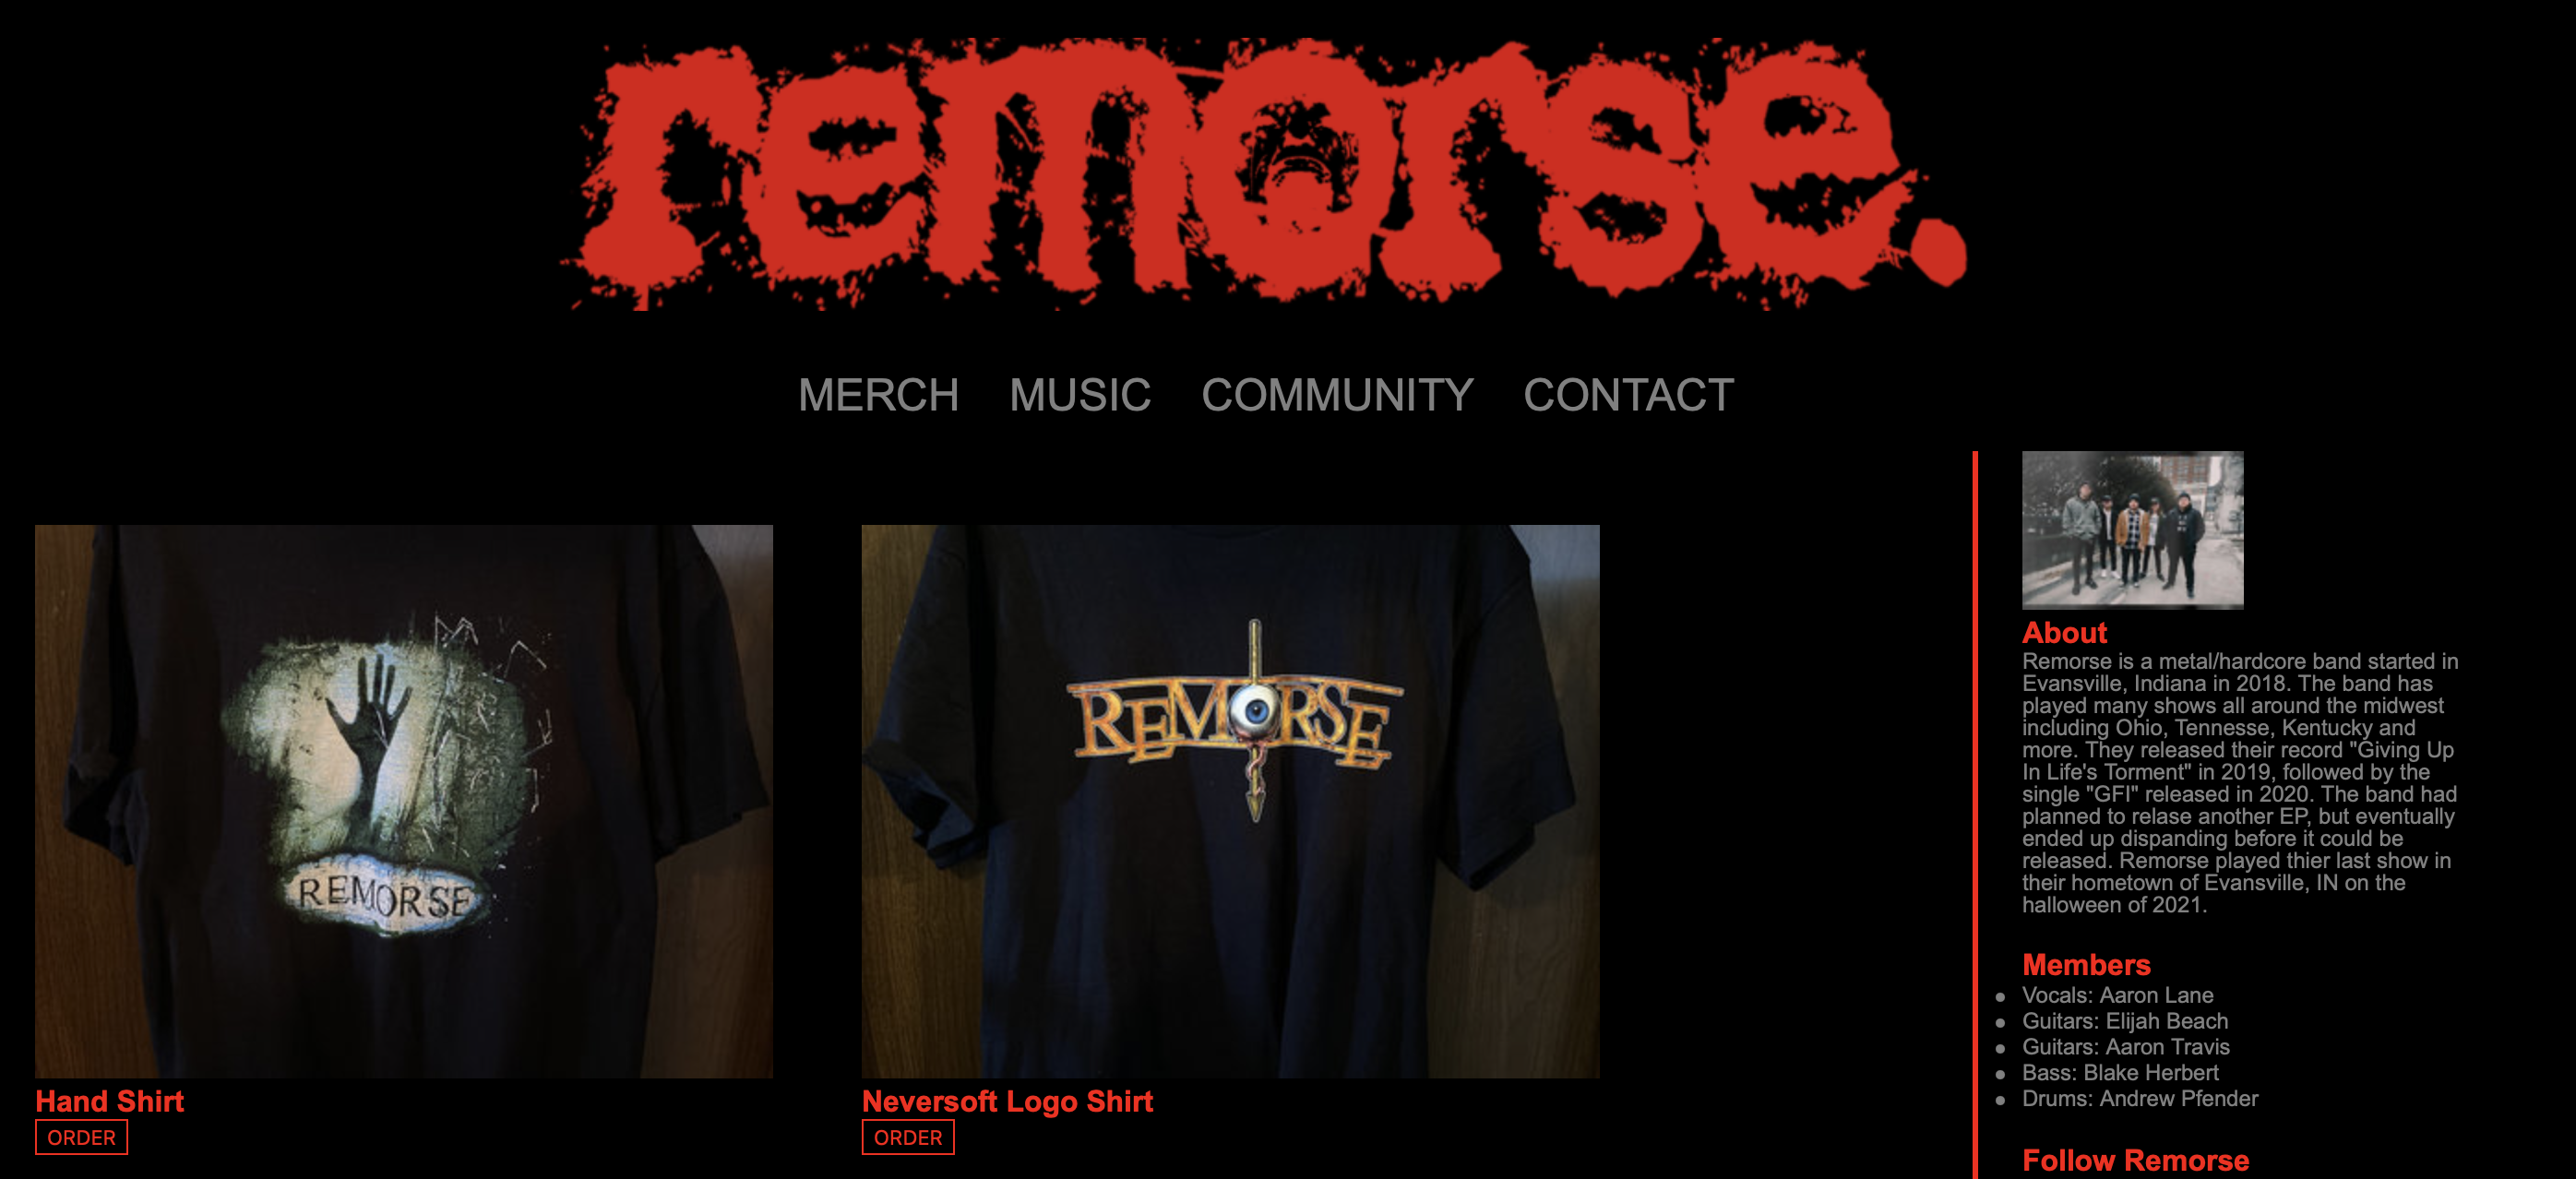 remorse.
MERCH MUSIC COMMUNITY CONTACT
REMORSE
Hand Shirt
ORDER
REMORSE
Neversoft Logo Shirt
ORDER
About
Remorse is a metal/hardcore band started in
Evansville, Indiana in 2018. The band has
played many shows all around the midwest
including Ohio, Tennesse, Kentucky and
more. They released their record "Giving Up
In Life's Torment" in 2019, followed by the
single "GFI" released in 2020. The band had
planned to relase another EP, but eventually
ended up dispanding before it could be
released. Remorse played thier last show in
their hometown of Evansville, IN on the
halloween of 2021.
Members
Vocals: Aaron Lane
Guitars: Elijah Beach
Guitars: Aaron Travis
Bass: Blake Herbert
Drums: Andrew Pfender
Follow Remorse